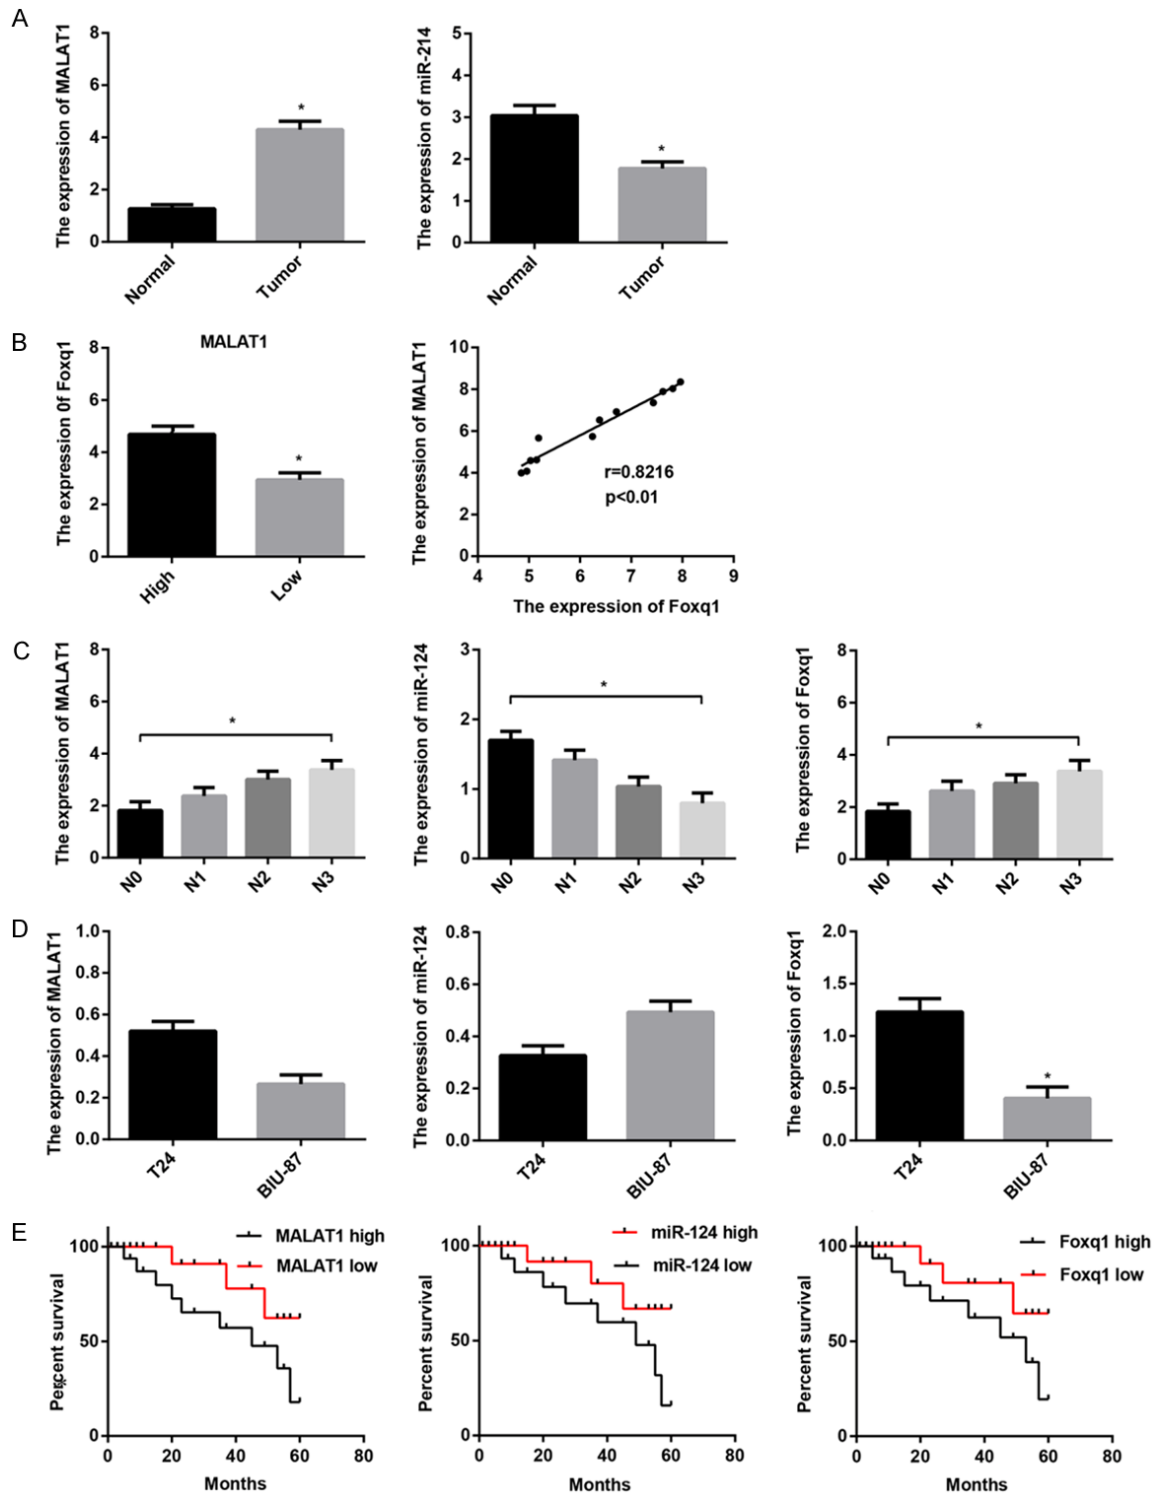 A
The expression of MALAT1
8
6
4
2
0
*
Normal
Tumor
The expression of miR-214
5
4
3
2
1
0
*
Normal
Tumor
B
MALAT1
The expression 0f Foxq1
8
6
4
2
0
*
High
Low
The expression of MALAT1
10
8
6
4
2
0
r=0.8216
p<0.01
4 5 6 7 8 9
The expression of Foxq1
C
The expression of MALAT1
8
6
4
2
0
*
N0 N1 N2 N3
The expression of miR-124
3
2
1
0
*
N0 N1 N2 N3
The expression of Foxq1
8
6
4
2
0
*
N0 N1 N2 N3
D
The expression of MALAT1
1.0
0.8
0.6
0.4
0.2
0.0
T24
BIU-87
The expression of miR-124
0.8
0.6
0.4
0.2
0.0
T24
BIU-87
The expression of Foxq1
2.0
1.5
1.0
0.5
0.0
*
T24
BIU-87
E
Percent survival
100
50
0
MALAT1 high
MALAT1 low
0 20 40 60 80
Months
Percent survival
100
50
0
miR-124 high
miR-124 low
0 20 40 60 80
Months
Percent survival
100
50
0
Foxq1 high
Foxq1 low
0 20 40 60 80
Months